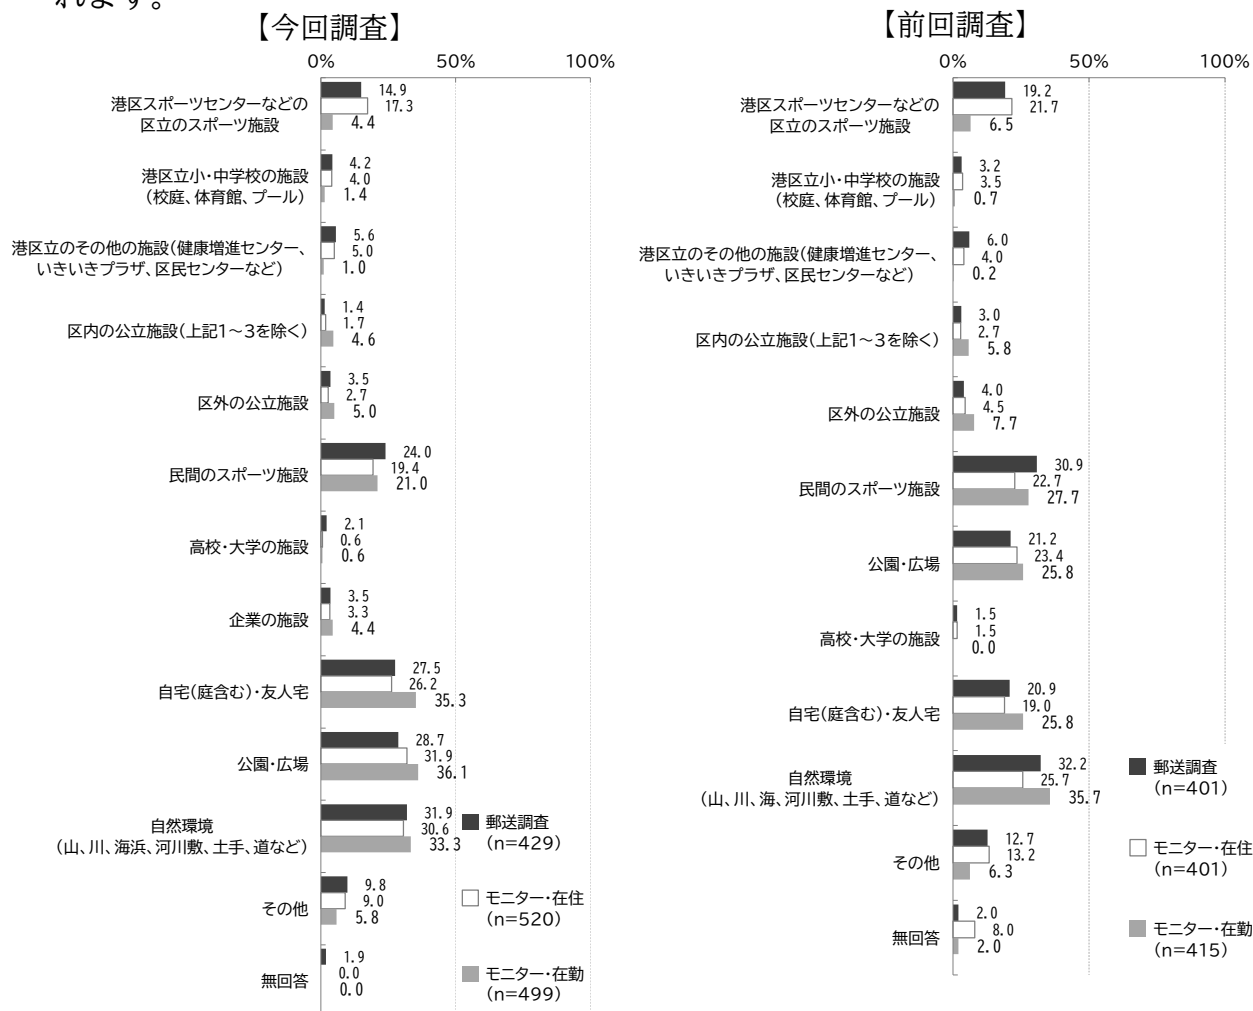 れます。
【今回調査】
0% 50% 100%
港区スポーツセンターなどの
区立のスポーツ施設
14.9
17.3
4.4
港区立小・中学校の施設
（校庭、体育館、プール）
4.2
4.0
1.4
港区立のその他の施設（健康増進センター、
いきいきプラザ、区民センターなど）
5.6
5.0
1.0
区内の公立施設（上記1～3を除く）
1.4
1.7
4.6
区外の公立施設
3.5
2.7
5.0
民間のスポーツ施設
24.0
19.4
21.0
高校・大学の施設
2.1
0.6
0.6
企業の施設
3.5
3.3
4.4
自宅（庭含む）・友人宅
27.5
26.2
35.3
公園・広場
28.7
31.9
36.1
自然環境
（山、川、海浜、河川敷、土手、道など）
31.9
30.6
33.3
その他
9.8
9.0
5.8
無回答
1.9
0.0
0.0
郵送調査
(n=429)
モニター・在住
(n=520)
モニター・在勤
(n=499)
【前回調査】
0% 50% 100%
港区スポーツセンターなどの
区立のスポーツ施設
19.2
21.7
6.5
港区立小・中学校の施設
（校庭、体育館、プール）
3.2
3.5
0.7
港区立のその他の施設（健康増進センター、
いきいきプラザ、区民センターなど）
6.0
4.0
0.2
区内の公立施設（上記1～3を除く）
3.0
2.7
5.8
区外の公立施設
4.0
4.5
7.7
民間のスポーツ施設
30.9
22.7
27.7
公園・広場
21.2
23.4
25.8
高校・大学の施設
1.5
1.5
0.0
自宅（庭含む）・友人宅
20.9
19.0
25.8
自然環境
（山、川、海、河川敷、土手、道など）
32.2
25.7
35.7
その他
12.7
13.2
6.3
無回答
2.0
8.0
2.0
郵送調査
(n=401)
モニター・在住
(n=401)
モニター・在勤
(n=415)